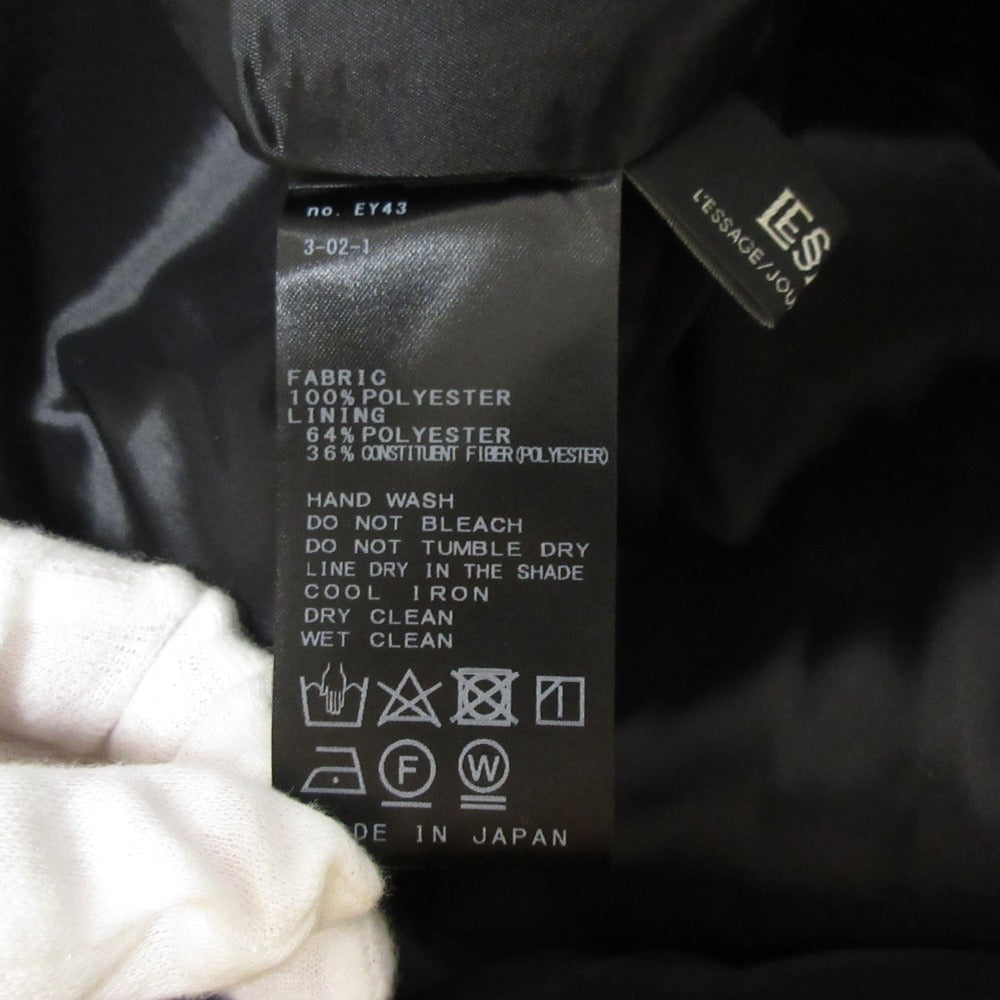 no. EY43
3-02-1
FABRIC
100% POLYESTER
LINING
64% POLYESTER
36% CONSTITUENT FIBER(POLYESTER)
HAND WASH
DO NOT BLEACH
DO NOT TUMBLE DRY
LINE DRY IN THE SHADE
COOL IRON
DRY CLEAN
WET CLEAN
F W
DE IN JAPAN
LESS
L'ESSAGE/JOU